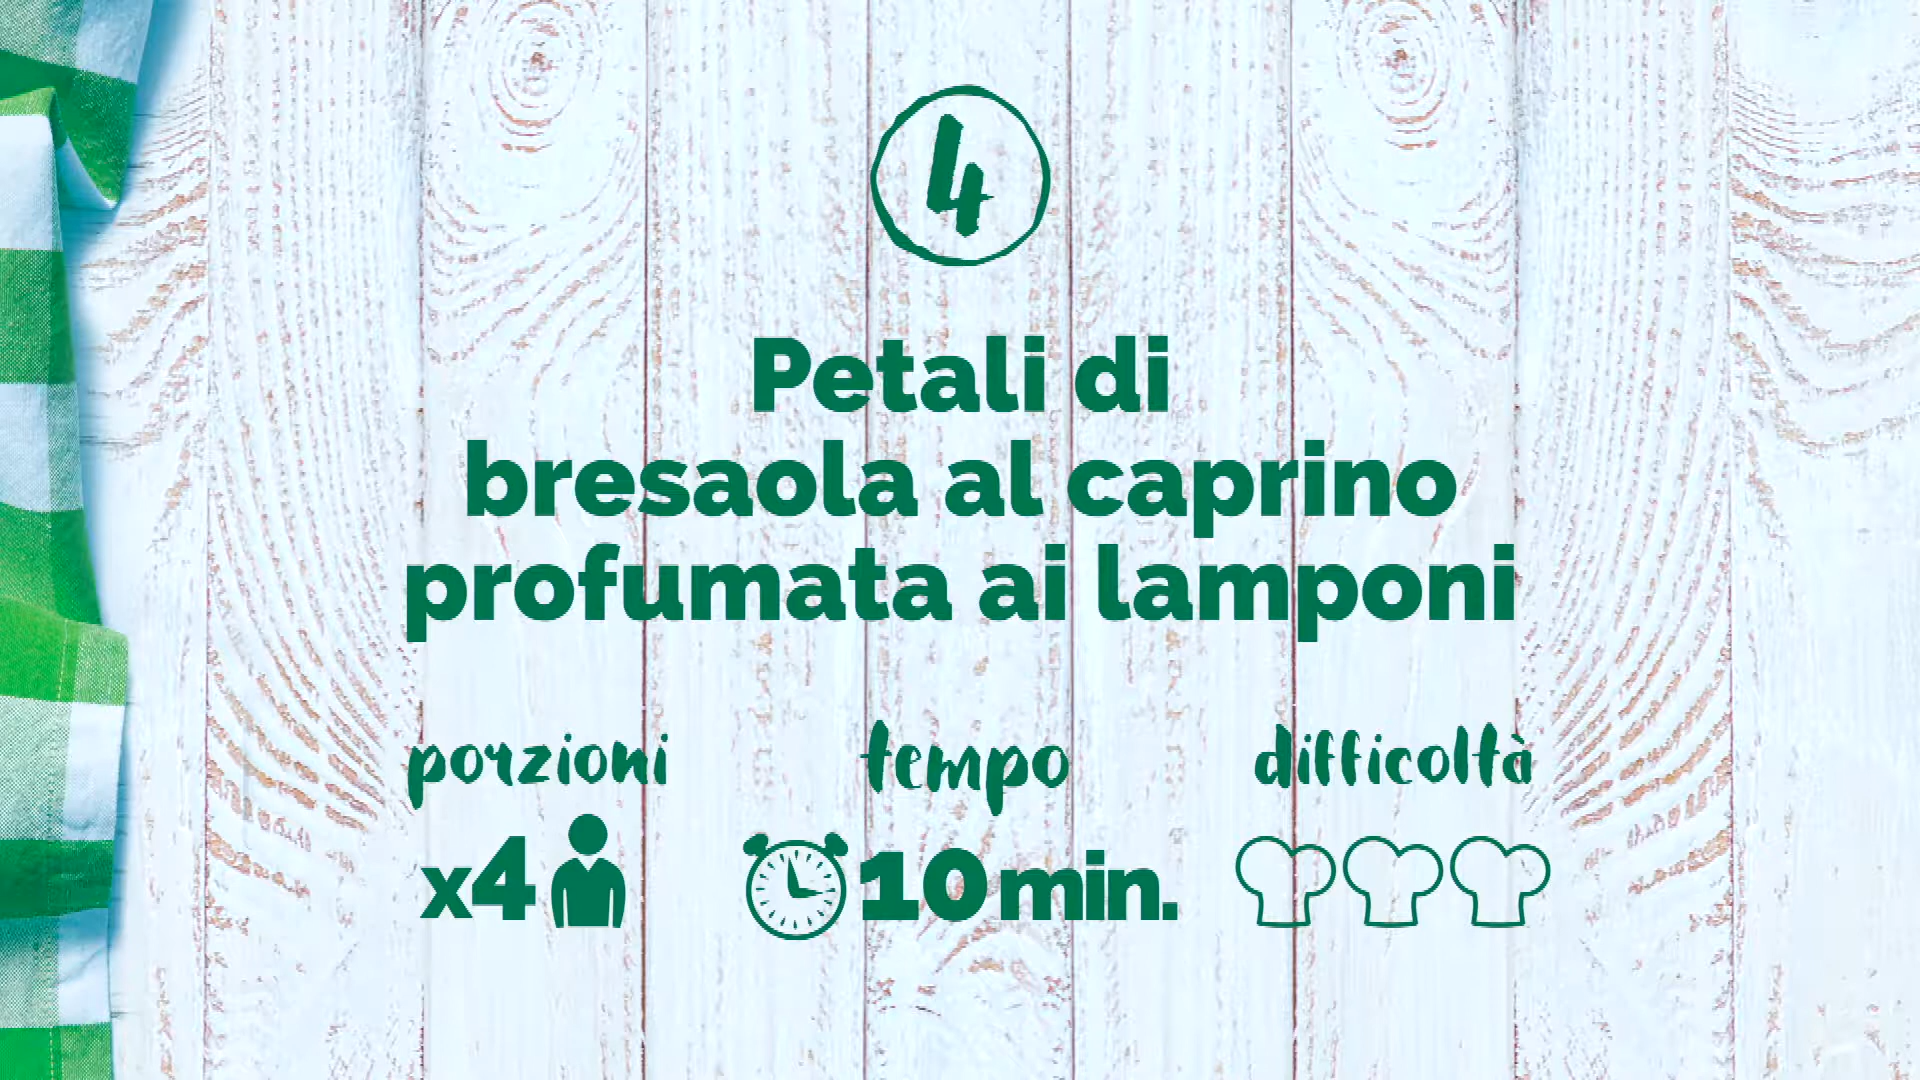 4
Petali di
bresaola al caprino
profumata ai lamponi
porzioni
tempo
difficoltà
x4
10 min.